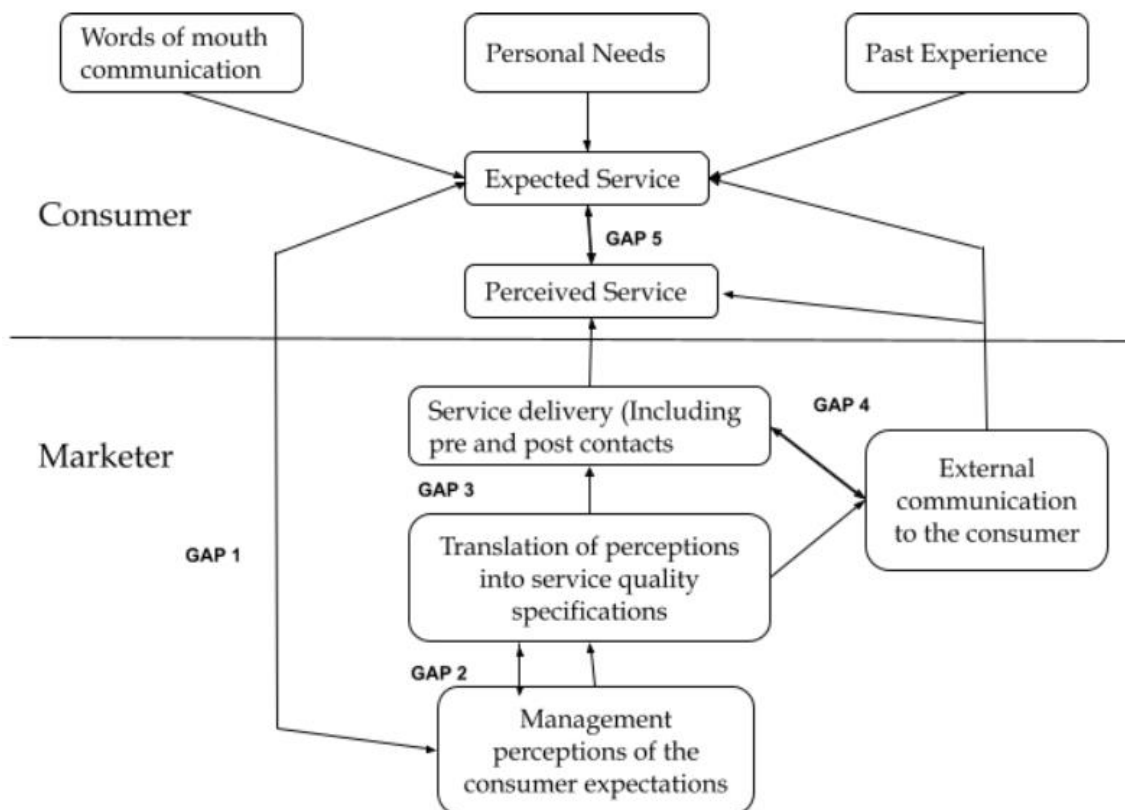 Words of mouth
communication
Personal Needs
Past Experience
Expected Service
Consumer
GAP 5
Perceived Service
Service delivery (Including
pre and post contacts
GAP 4
Marketer
External
communication
to the consumer
GAP 3
Translation of perceptions
into service quality
specifications
GAP 1
GAP 2
Management
perceptions of the
consumer expectations